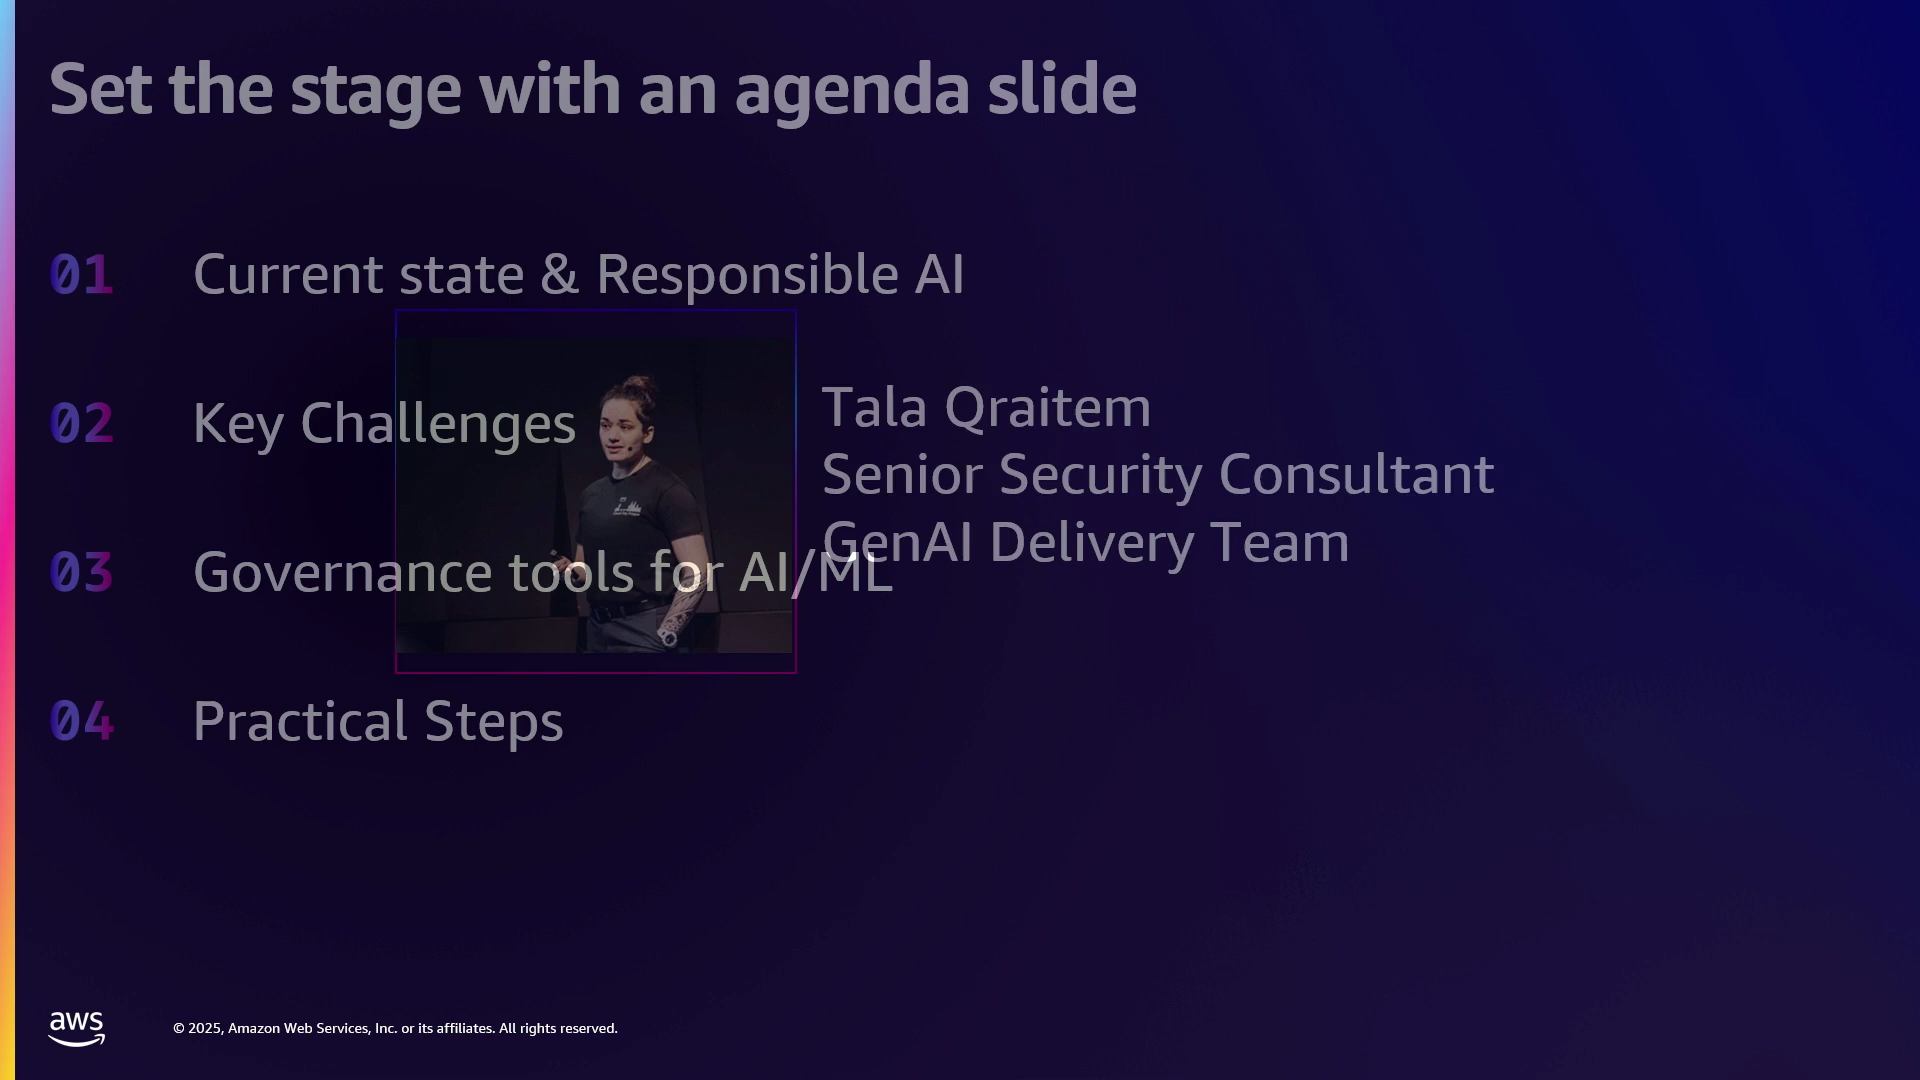 Set the stage with an agenda slide
01 Current state & Responsible AI
02 Key Challenges
03 Governance tools for AI/ML
04 Practical Steps
Tala Qraitem
Senior Security Consultant
GenAI Delivery Team
aws
© 2025, Amazon Web Services, Inc. or its affiliates. All rights reserved.